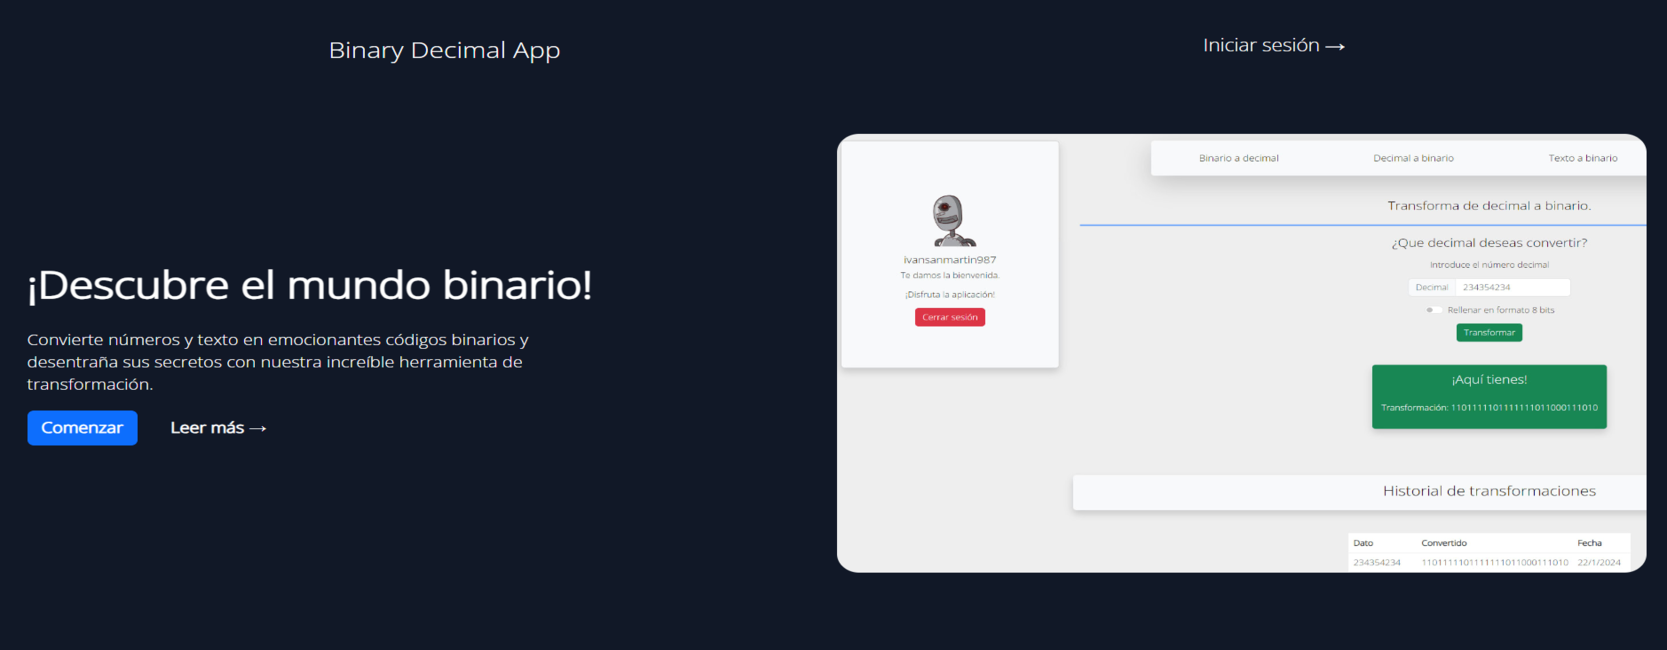 Binary Decimal App
Iniciar sesión →
¡Descubre el mundo binario!
Convierte números y texto en emocionantes códigos binarios y
desentraña sus secretos con nuestra increíble herramienta de
transformación.
Comenzar
Leer más →
ivansanmartin987
Te damos la bienvenida.
¡Disfruta la aplicación!
Cerrar sesión
Binario a decimal
Decimal a binario
Texto a binario
Transforma de decimal a binario.
¿Que decimal deseas convertir?
Introduce el número decimal
Decimal 234354234
Rellenar en formato 8 bits
Transformar
¡Aquí tienes!
Transformación: 1101111101111111011000111010
Historial de transformaciones
Dato Convertido Fecha
234354234 1101111101111111011000111010 22/1/2024